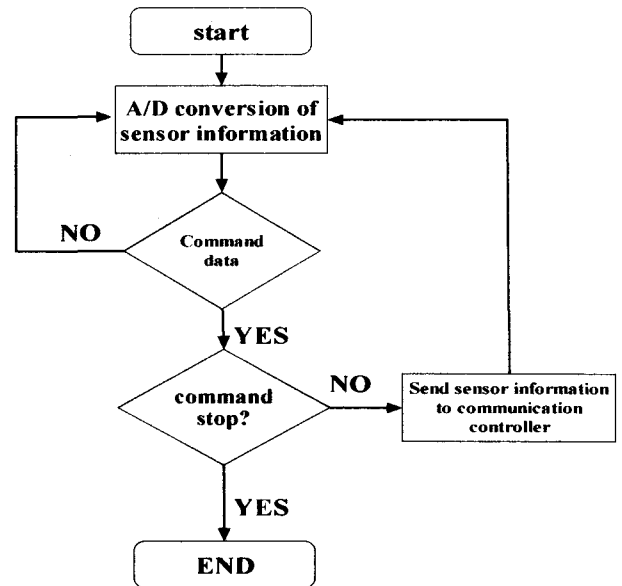 start
A/D conversion of
sensor information
NO
Command
data
YES
command
stop?
NO
Send sensor information
to communication
controller
YES
END